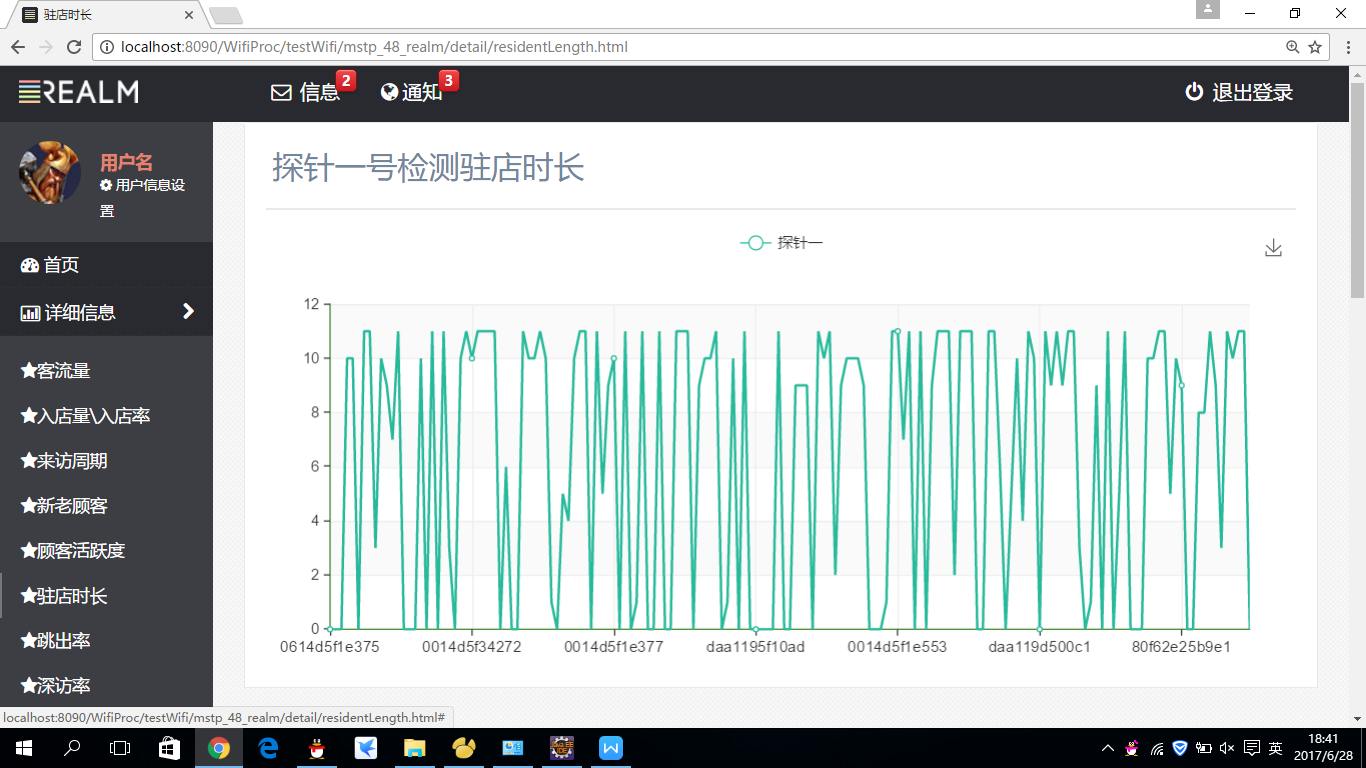 驻店时长
localhost:8090/WifiProc/testWifi/mstp_48_realm/detail/residentLength.html
REALM
信息 2
通知 3
退出登录
用户名
用户信息设
置
首页
详细信息
客流量
入店量\入店率
来访周期
新老顾客
顾客活跃度
驻店时长
跳出率
深访率
探针一号检测驻店时长
探针一
12
10
8
6
4
2
0
0614d5f1e375 0014d5f34272 0014d5f1e377 daa1195f10ad 0014d5f1e553 daa119d500c1 80f62e25b9e1
localhost:8090/WifiProc/testWifi/mstp_48_realm/detail/residentLength.html#
英
18:41
2017/6/28